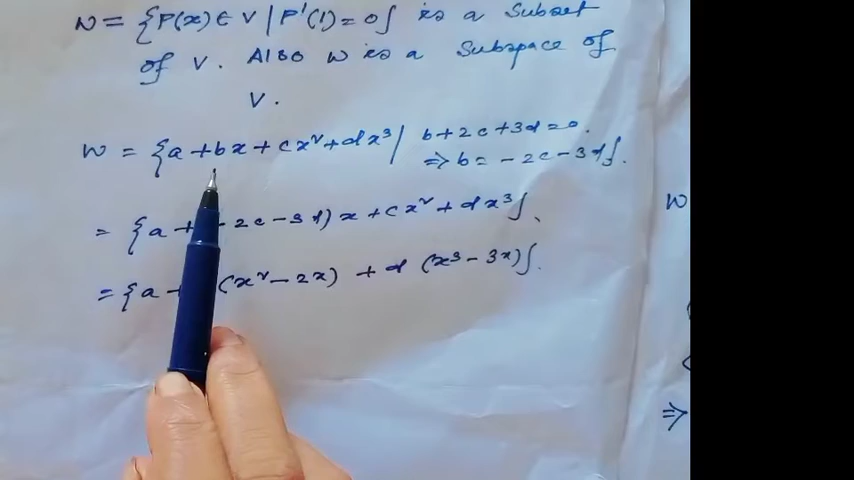 W = {P(x) ∈ V | P'(1) = 0} is a Subset
of V. Also W is a Subspace of
V.
W = {a + bx + cx² + dx³ | b + 2c + 3d = 0.
⇒ b = -2c - 3d}.
= {a + -2c - 3d) x + cx² + dx³}
= {a + (x² - 2x) + d (x³ - 3x)}.
W
⇒